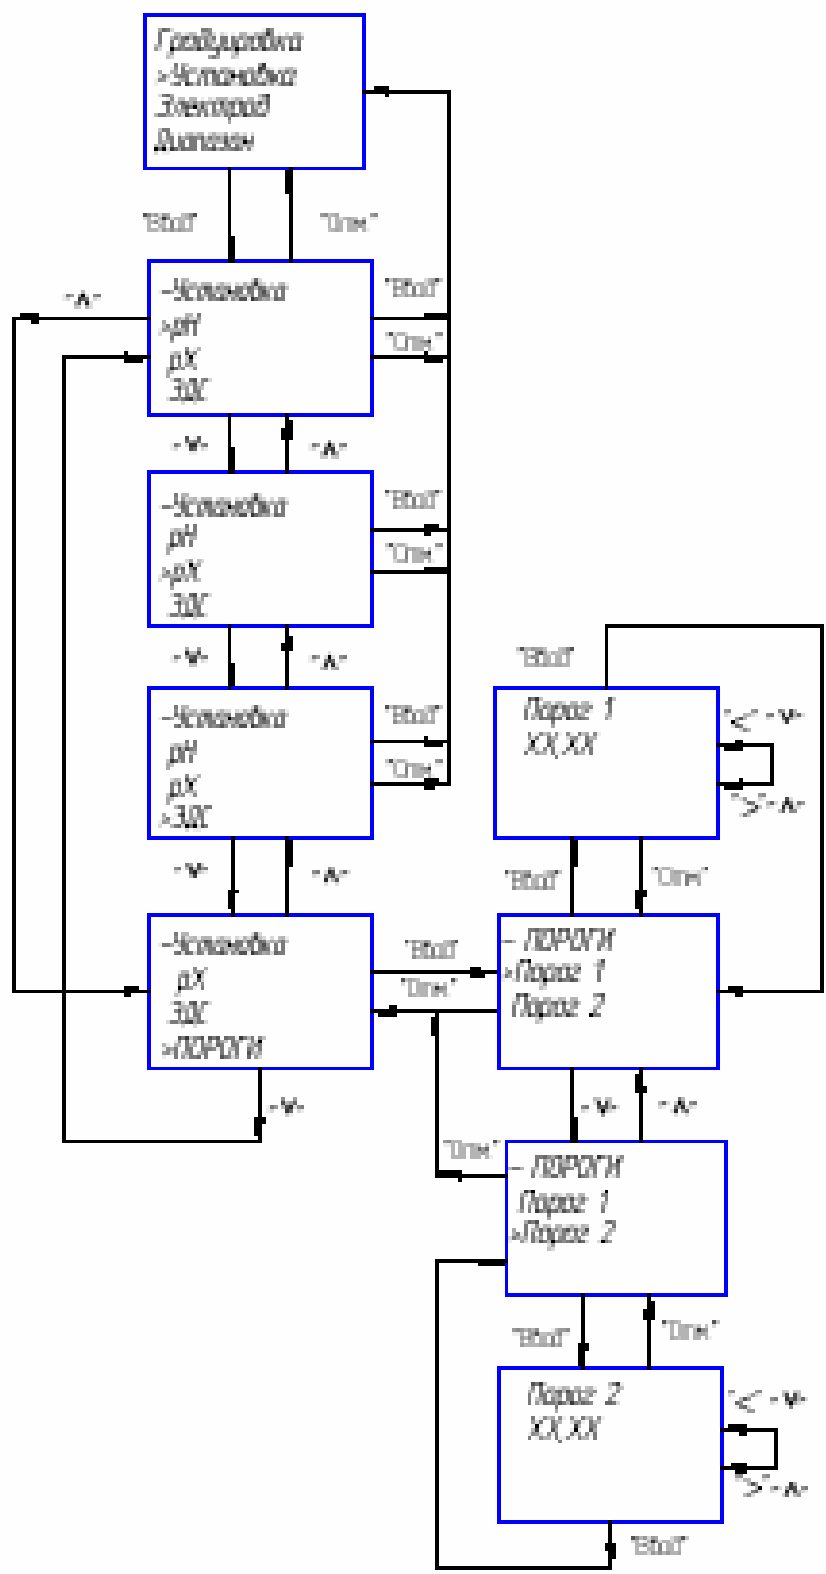 Градуировка
>Установка
Электрод
Диапазон
"Ввод"
"Отм."
-Установка
>pH
pX
ЭДС
"Λ"
"Ввод"
"Отм."
"V"
"Λ"
-Установка
pH
>pX
ЭДС
"Ввод"
"Отм."
"V"
"Λ"
-Установка
pH
pX
>ЭДС
"Ввод"
"Отм."
"Ввод"
Порог 1
XX,XX
"<" "V"
">" "Λ"
"V"
"Λ"
"Ввод"
"Отм"
-Установка
pX
ЭДС
>ПОРОГИ
"Ввод"
"Отм"
- ПОРОГИ
>Порог 1
Порог 2
"V"
"V"
"Λ"
"Отм"
- ПОРОГИ
Порог 1
>Порог 2
"Ввод"
"Отм"
Порог 2
XX,XX
"<" "V"
">" "Λ"
"Ввод"